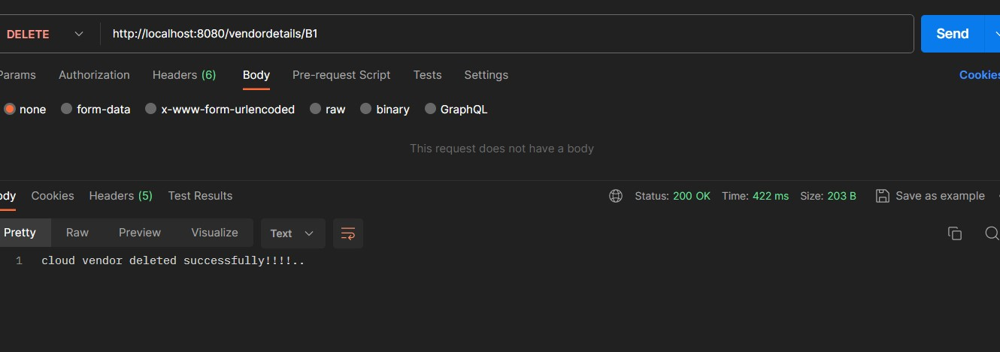 DELETE http://localhost:8080/vendordetails/B1 Send
Params Authorization Headers (6) Body Pre-request Script Tests Settings Cookies
none form-data x-www-form-urlencoded raw binary GraphQL
This request does not have a body
ody Cookies Headers (5) Test Results Status: 200 OK Time: 422 ms Size: 203 B Save as example
Pretty Raw Preview Visualize Text
1 cloud vendor deleted successfully!!!!..